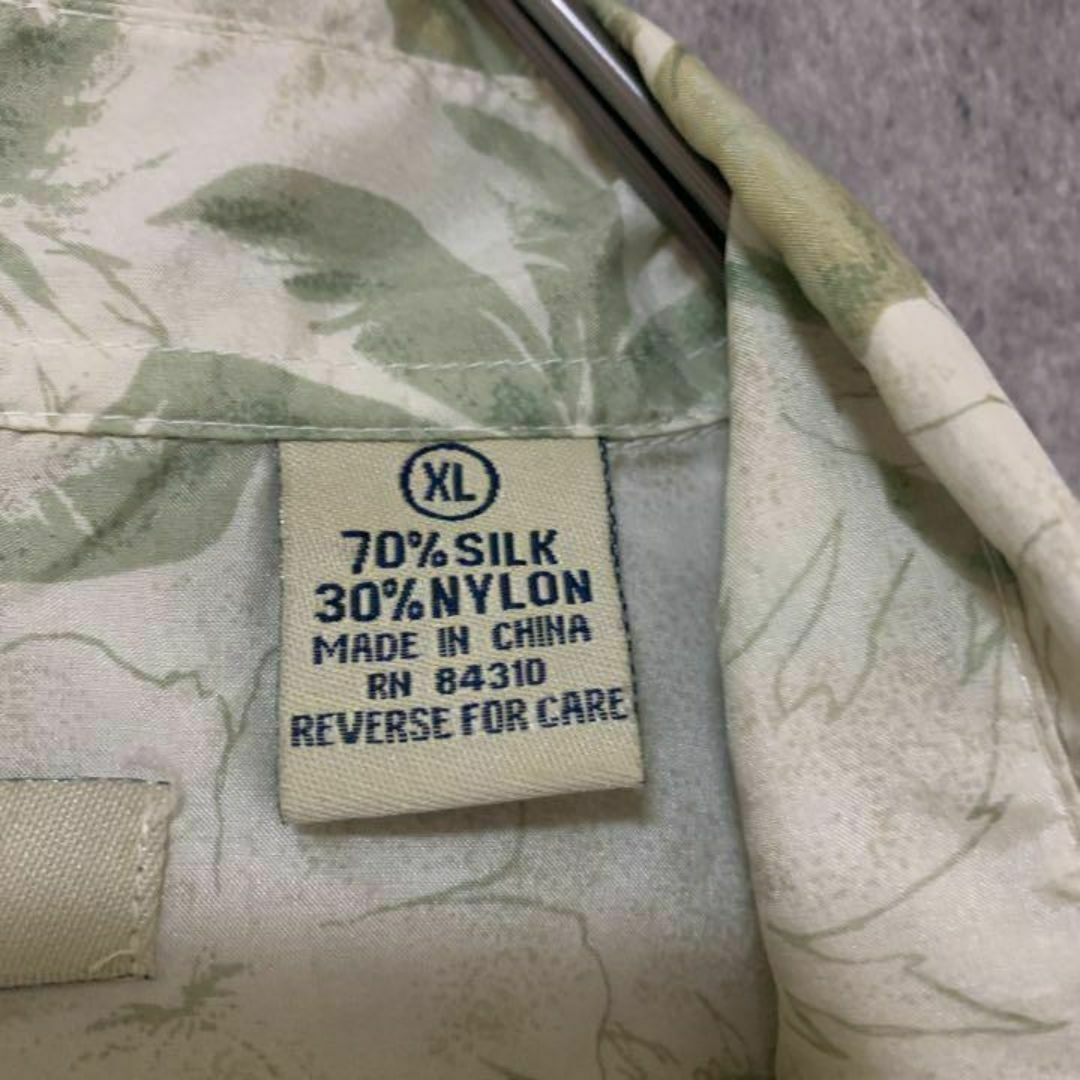 XL
70% SILK
30% NYLON
MADE IN CHINA
RN 84310
REVERSE FOR CARE